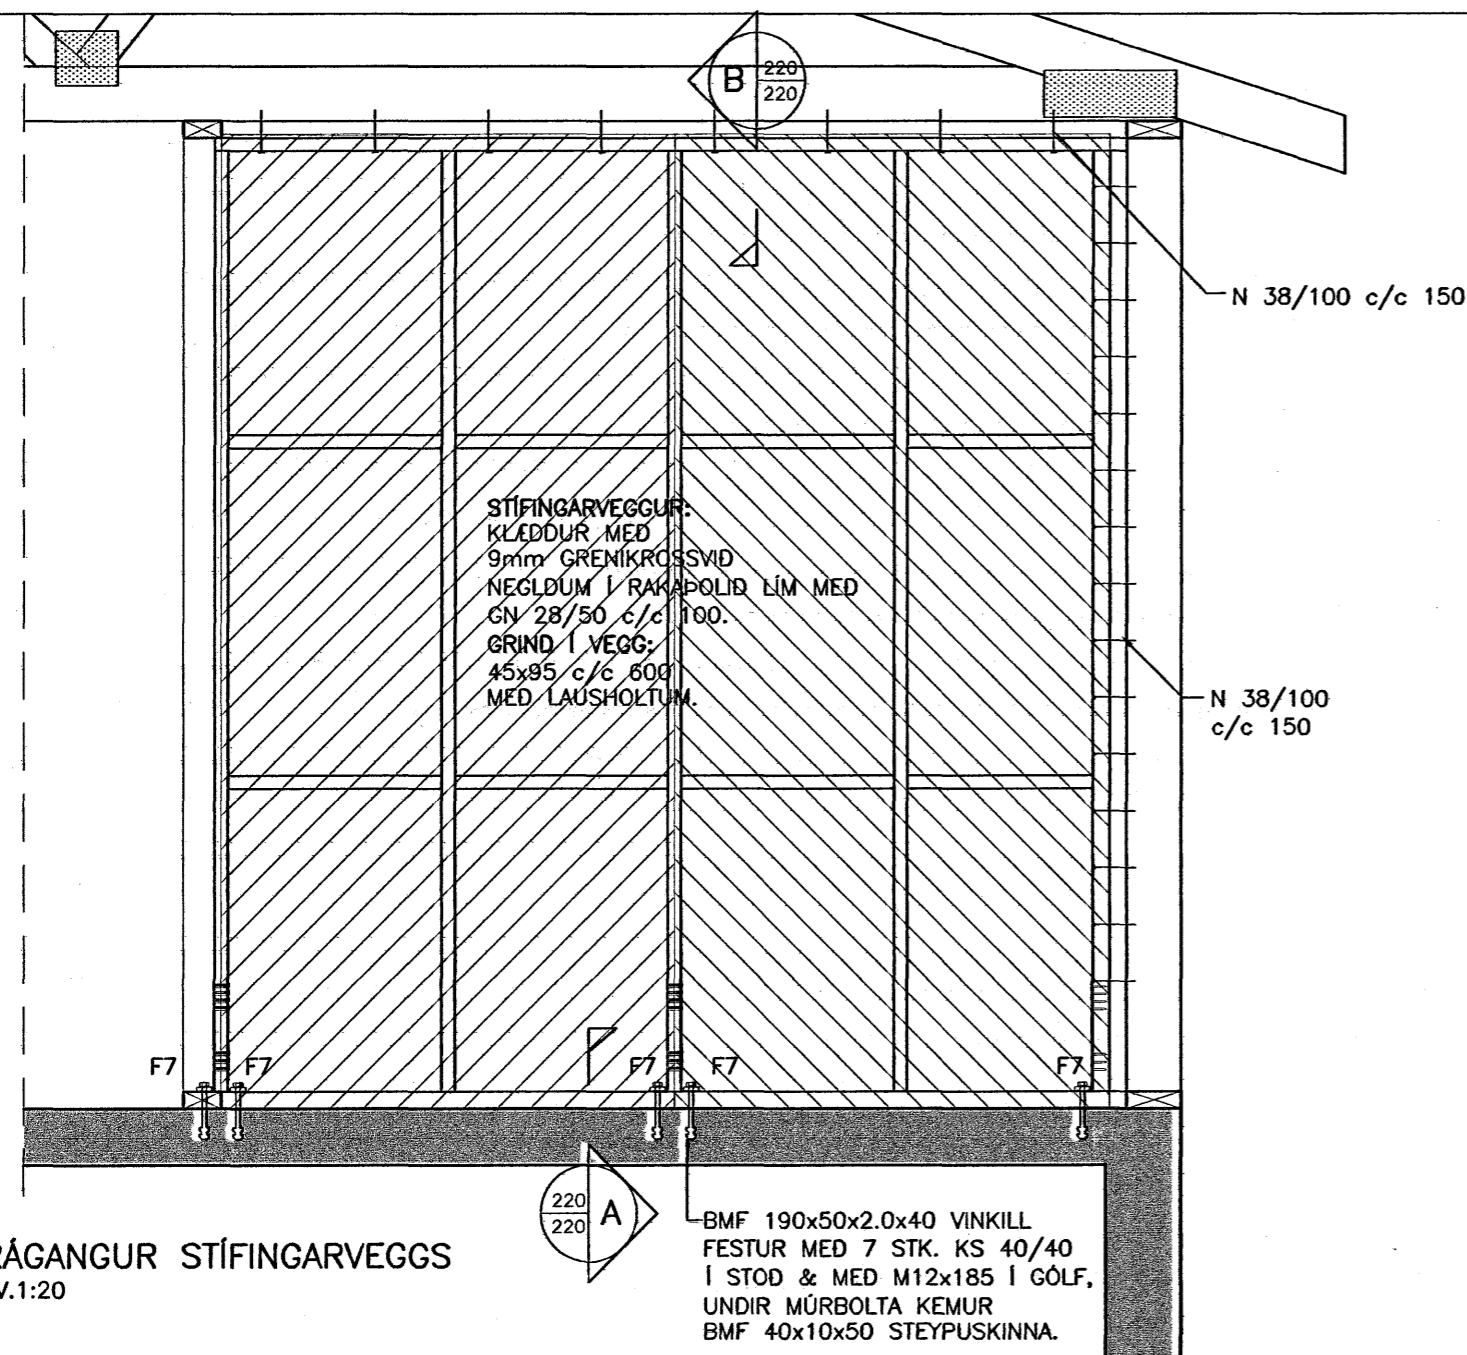 B 220
220
N 38/100 c/c 150
STÍFINGARVEGGUR:
KLÆDDUR MEÐ
9mm GRENIKROSSVIÐ
NEGLDUM Í RAKAÞOLIÐ LÍM MEÐ
GN 28/50 c/c 100.
GRIND Í VEGG:
45x95 c/c 600
MEÐ LAUSHOLTUM.
N 38/100
c/c 150
F7 F7 F7 F7 F7
220 A
220
BMF 190x50x2.0x40 VINKILL
FESTUR MEÐ 7 STK. KS 40/40
Í STOÐ & MEÐ M12x185 Í GÓLF,
UNDIR MÚRBOLTA KEMUR
BMF 40x10x50 STEYPUSKINNA.
RÁGANGUR STÍFINGARVEGGS
V.1:20